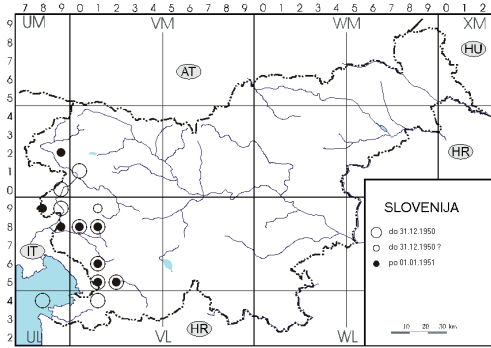 7 8 9 0 1 2 3 4 5 6 7 8 9 0 1 2 3 4 5 6 7 8 9 0 1 2
UM VM WM XM
9
8
7
6
5
4
3
2
1
0
9
8
7
6
5
4
3
2
AT
HU
HR
IT
HR
UL VL WL
SLOVENIJA
do 31.12.1950
do 31.12.1950 ?
po 01.01.1951
10 20 30 km